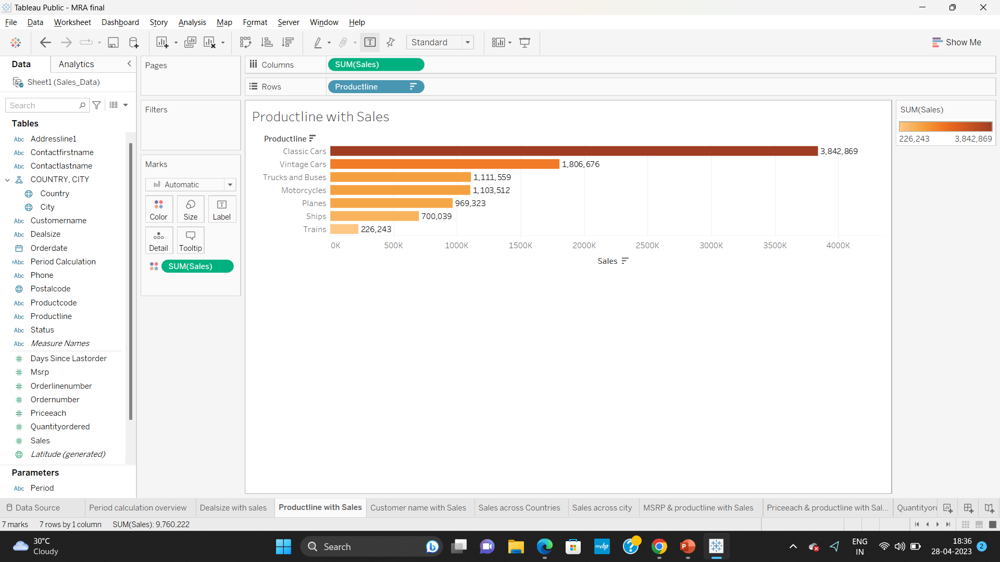 Tableau Public - MRA final
File Data Worksheet Dashboard Story Analysis Map Format Server Window Help
Standard
Show Me
Data Analytics
Sheet1 (Sales_Data)
Search
Tables
Abc Addressline1
Abc Contactfirstname
Abc Contactlastname
COUNTRY, CITY
Country
City
Abc Customername
Abc Dealsize
Orderdate
=Abc Period Calculation
Abc Phone
Postalcode
Abc Productcode
Abc Productline
Abc Status
Abc Measure Names
# Days Since Lastorder
# Msrp
# Orderlinenumber
# Ordernumber
# Priceeach
# Quantityordered
# Sales
Latitude (generated)
Parameters
Abc Period
Pages
Filters
Marks
Automatic
Color Size Label
Detail Tooltip
SUM(Sales)
Columns SUM(Sales)
Rows Productline
Productline with Sales
Productline
Classic Cars 3,842,869
Vintage Cars 1,806,676
Trucks and Buses 1,111,559
Motorcycles 1,103,512
Planes 969,323
Ships 700,039
Trains 226,243
0K 500K 1000K 1500K 2000K 2500K 3000K 3500K 4000K
Sales
SUM(Sales)
226,243 3,842,869
Data Source Period calculation overview Dealsize with sales Productline with Sales Customer name with Sales Sales across Countries Sales across city MSRP & productline with Sales Priceeach & productline with Sal... Quantityor
7 marks 7 rows by 1 column SUM(Sales): 9,760,222
30°C
Cloudy
Search
myhp
ENG
IN
18:36
28-04-2023
2